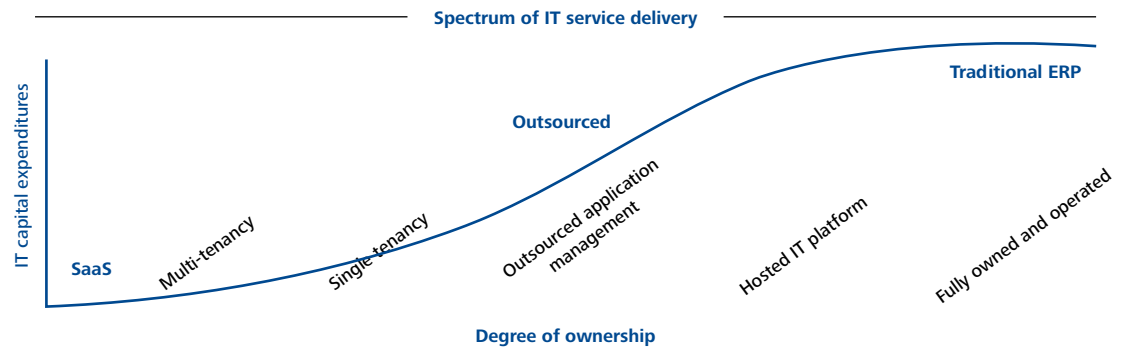 Spectrum of IT service delivery
IT capital expenditures
Traditional ERP
Outsourced
SaaS
Multi-tenancy
Single-tenancy
Outsourced application
management
Hosted IT platform
Fully owned and operated
Degree of ownership